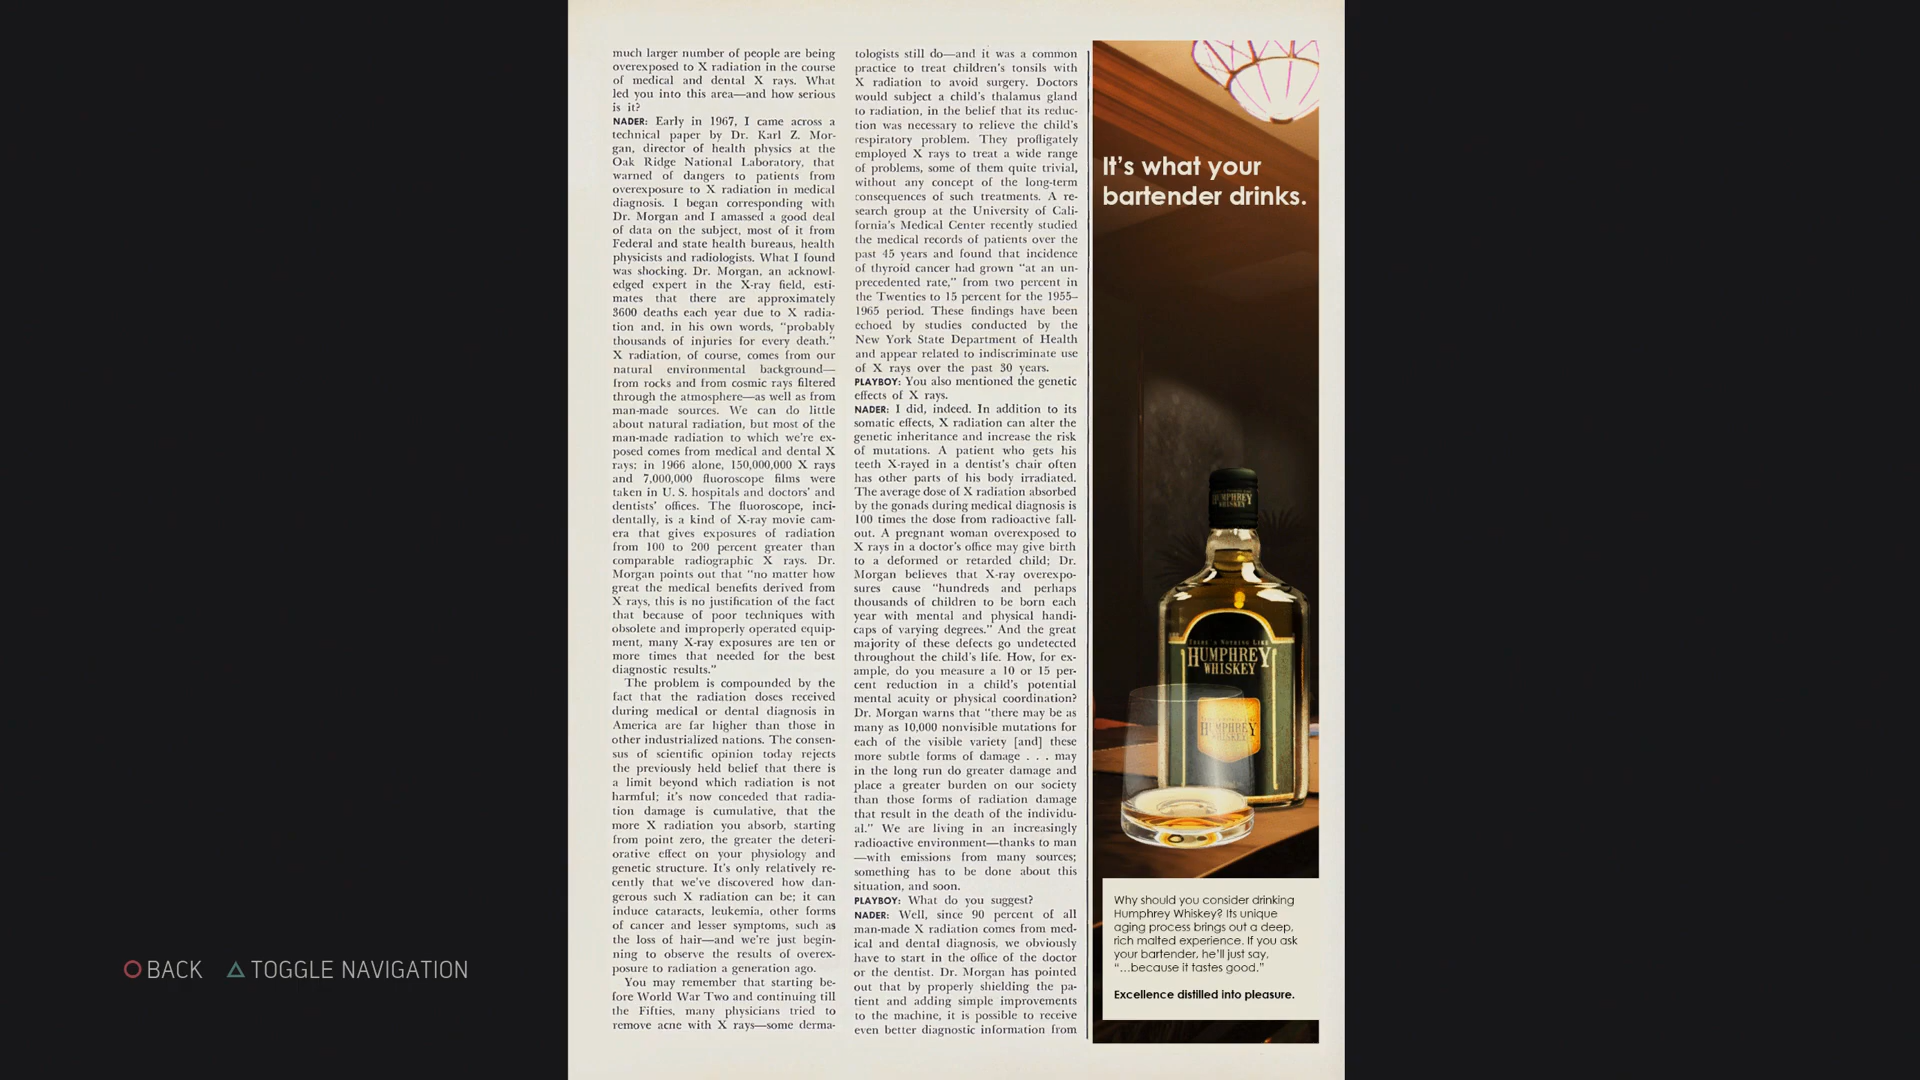 much larger number of people are being
overexposed to X radiation in the course
of medical and dental X rays. What
led you into this area—and how serious
is it?
NADER: Early in 1967, I came across a
technical paper by Dr. Karl Z. Mor-
gan, director of health physics at the
Oak Ridge National Laboratory, that
warned of dangers to patients from
overexposure to X radiation in medical
diagnosis. I began corresponding with
Dr. Morgan and I amassed a good deal
of data on the subject, most of it from
Federal and state health bureaus, health
physicists and radiologists. What I found
was shocking. Dr. Morgan, an acknowl-
edged expert in the X-ray field, esti-
mates that there are approximately
3600 deaths each year due to X radia-
tion and, in his own words, "probably
thousands of injuries for every death."
X radiation, of course, comes from our
natural environmental background—
from rocks and from cosmic rays filtered
through the atmosphere—as well as from
man-made sources. We can do little
about natural radiation, but most of the
man-made radiation to which we're ex-
posed comes from medical and dental X
rays; in 1966 alone, 150,000,000 X rays
and 7,000,000 fluoroscope films were
taken in U. S. hospitals and doctors' and
dentists' offices. The fluoroscope, inci-
dentally, is a kind of X-ray movie cam-
era that gives exposures of radiation
from 100 to 200 percent greater than
comparable radiographic X rays. Dr.
Morgan points out that "no matter how
great the medical benefits derived from
X rays, this is no justification of the fact
that because of poor techniques with
obsolete and improperly operated equip-
ment, many X-ray exposures are ten or
more times that needed for the best
diagnostic results."
The problem is compounded by the
fact that the radiation doses received
during medical or dental diagnosis in
America are far higher than those in
other industrialized nations. The consen-
sus of scientific opinion today rejects
the previously held belief that there is
a limit beyond which radiation is not
harmful; it's now conceded that radia-
tion damage is cumulative, that the
more X radiation you absorb, starting
from point zero, the greater the deteri-
orative effect on your physiology and
genetic structure. It's only relatively re-
cently that we've discovered how dan-
gerous such X radiation can be; it can
induce cataracts, leukemia, other forms
of cancer and lesser symptoms, such as
the loss of hair—and we're just begin-
ning to observe the results of overex-
posure to radiation a generation ago.
You may remember that starting be-
fore World War Two and continuing till
the Fifties, many physicians tried to
remove acne with X rays—some derma-
tologists still do—and it was a common
practice to treat children's tonsils with
X radiation to avoid surgery. Doctors
would subject a child's thalamus gland
to radiation, in the belief that its reduc-
tion was necessary to relieve the child's
respiratory problem. They profligately
employed X rays to treat a wide range
of problems, some of them quite trivial,
without any concept of the long-term
consequences of such treatments. A re-
search group at the University of Cali-
fornia's Medical Center recently studied
the medical records of patients over the
past 45 years and found that incidence
of thyroid cancer had grown "at an un-
precedented rate," from two percent in
the Twenties to 15 percent for the 1955–
1965 period. These findings have been
echoed by studies conducted by the
New York State Department of Health
and appear related to indiscriminate use
of X rays over the past 30 years.
PLAYBOY: You also mentioned the genetic
effects of X rays.
NADER: I did, indeed. In addition to its
somatic effects, X radiation can alter the
genetic inheritance and increase the risk
of mutations. A patient who gets his
teeth X-rayed in a dentist's chair often
has other parts of his body irradiated.
The average dose of X radiation absorbed
by the gonads during medical diagnosis is
100 times the dose from radioactive fall-
out. A pregnant woman overexposed to
X rays in a doctor's office may give birth
to a deformed or retarded child; Dr.
Morgan believes that X-ray overexpo-
sures cause "hundreds and perhaps
thousands of children to be born each
year with mental and physical handi-
caps of varying degrees." And the great
majority of these defects go undetected
throughout the child's life. How, for ex-
ample, do you measure a 10 or 15 per-
cent reduction in a child's potential
mental acuity or physical coordination?
Dr. Morgan warns that "there may be as
many as 10,000 nonvisible mutations for
each of the visible variety [and] these
more subtle forms of damage . . . may
in the long run do greater damage and
place a greater burden on our society
than those forms of radiation damage
that result in the death of the individu-
al." We are living in an increasingly
radioactive environment—thanks to man
—with emissions from many sources;
something has to be done about this
situation, and soon.
PLAYBOY: What do you suggest?
NADER: Well, since 90 percent of all
man-made X radiation comes from med-
ical and dental diagnosis, we obviously
have to start in the office of the doctor
or the dentist. Dr. Morgan has pointed
out that by properly shielding the pa-
tient and adding simple improvements
to the machine, it is possible to receive
even better diagnostic information from
It's what your
bartender drinks.
HUMPHREY
WHISKEY
THERE'S NOTHING LIKE
HUMPHREY
WHISKEY
HUMPHREY
WHISKEY
Why should you consider drinking
Humphrey Whiskey? Its unique
aging process brings out a deep,
rich malted experience. If you ask
your bartender, he'll just say,
"...because it tastes good."
Excellence distilled into pleasure.
BACK
TOGGLE NAVIGATION